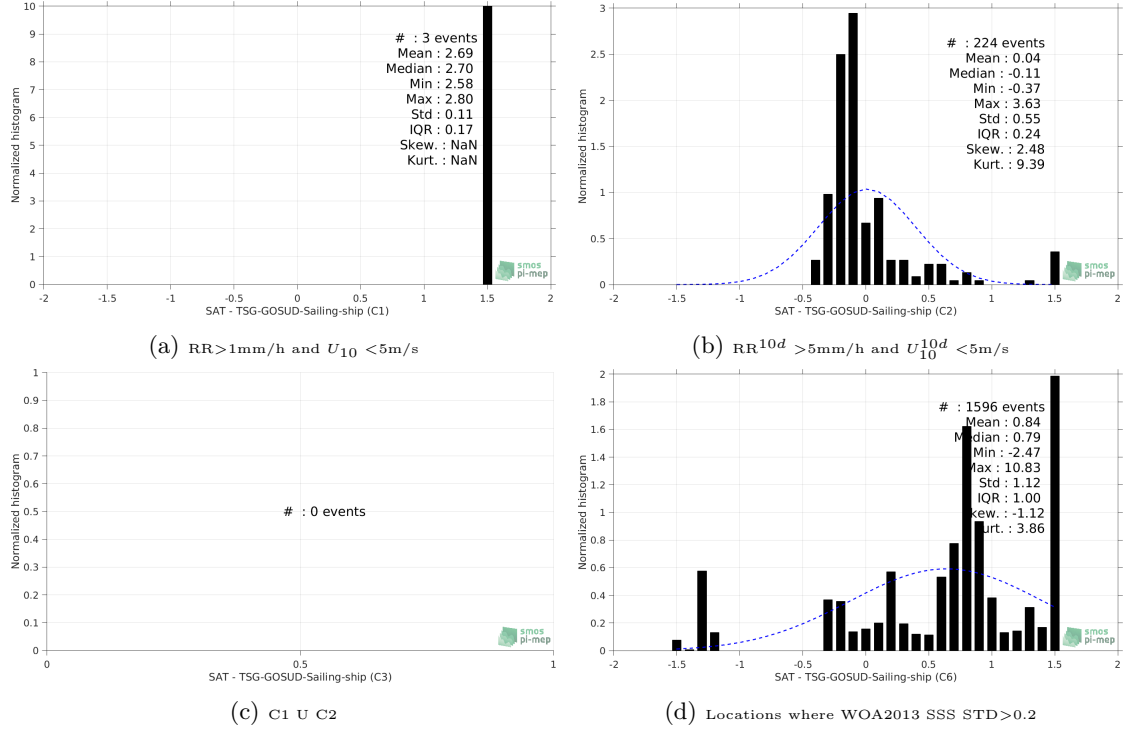 10
9
8
7
6
5
4
3
2
1
0
Normalized histogram
# : 3 events
Mean : 2.69
Median : 2.70
Min : 2.58
Max : 2.80
Std : 0.11
IQR : 0.17
Skew. : NaN
Kurt. : NaN
smos
pi-mep
-2 -1.5 -1 -0.5 0 0.5 1 1.5 2
SAT - TSG-GOSUD-Sailing-ship (C1)
(a) RR>1mm/h and U10 <5m/s
3
2.5
2
1.5
1
0.5
0
Normalized histogram
# : 224 events
Mean : 0.04
Median : -0.11
Min : -0.37
Max : 3.63
Std : 0.55
IQR : 0.24
Skew. : 2.48
Kurt. : 9.39
smos
pi-mep
-2 -1.5 -1 -0.5 0 0.5 1 1.5 2
SAT - TSG-GOSUD-Sailing-ship (C2)
(b) RR10d >5mm/h and U10d10 <5m/s
1
0.9
0.8
0.7
0.6
0.5
0.4
0.3
0.2
0.1
0
Normalized histogram
# : 0 events
smos
pi-mep
0 0.5 1
SAT - TSG-GOSUD-Sailing-ship (C3)
(c) C1 U C2
2
1.8
1.6
1.4
1.2
1
0.8
0.6
0.4
0.2
0
Normalized histogram
# : 1596 events
Mean : 0.84
Median : 0.79
Min : -2.47
Max : 10.83
Std : 1.12
IQR : 1.00
Skew. : -1.12
Kurt. : 3.86
smos
pi-mep
-2 -1.5 -1 -0.5 0 0.5 1 1.5 2
SAT - TSG-GOSUD-Sailing-ship (C6)
(d) Locations where WOA2013 SSS STD>0.2